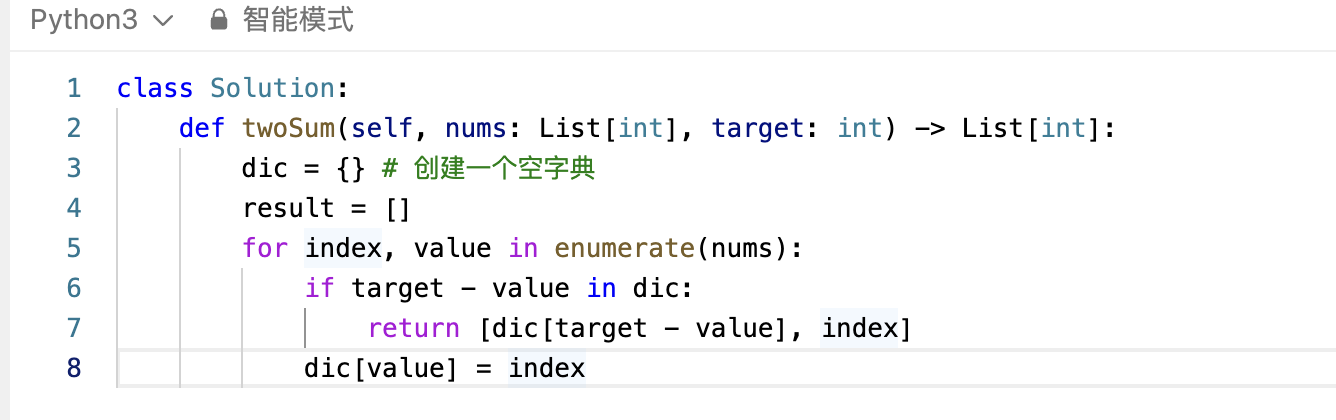 Python3 智能模式
1 class Solution:
2     def twoSum(self, nums: List[int], target: int) -> List[int]:
3         dic = {} # 创建一个空字典
4         result = []
5         for index, value in enumerate(nums):
6             if target - value in dic:
7                 return [dic[target - value], index]
8             dic[value] = index